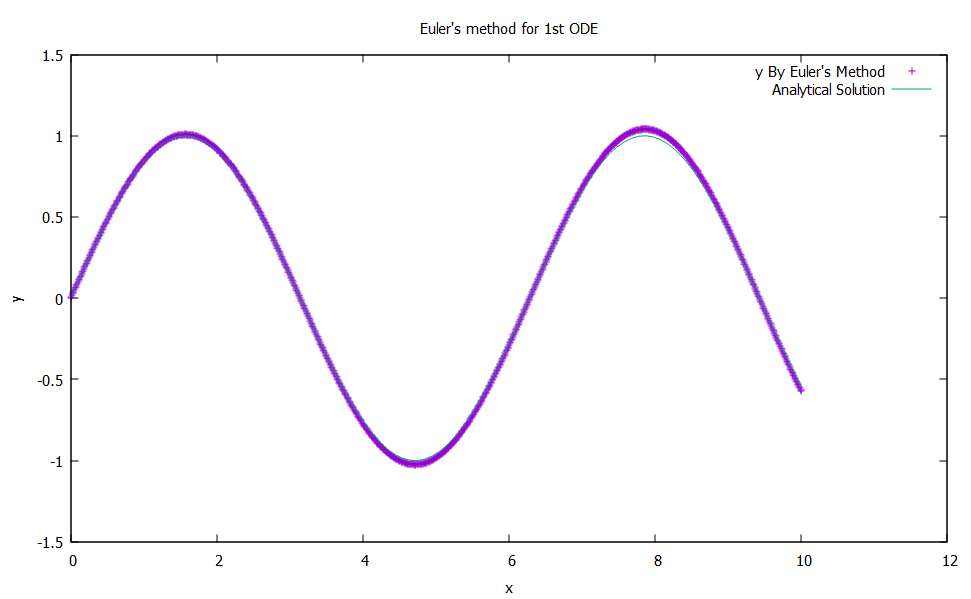 Euler's method for 1st ODE
y By Euler's Method
Analytical Solution
1.5
1
0.5
0
-0.5
-1
-1.5
y
0 2 4 6 8 10 12
x